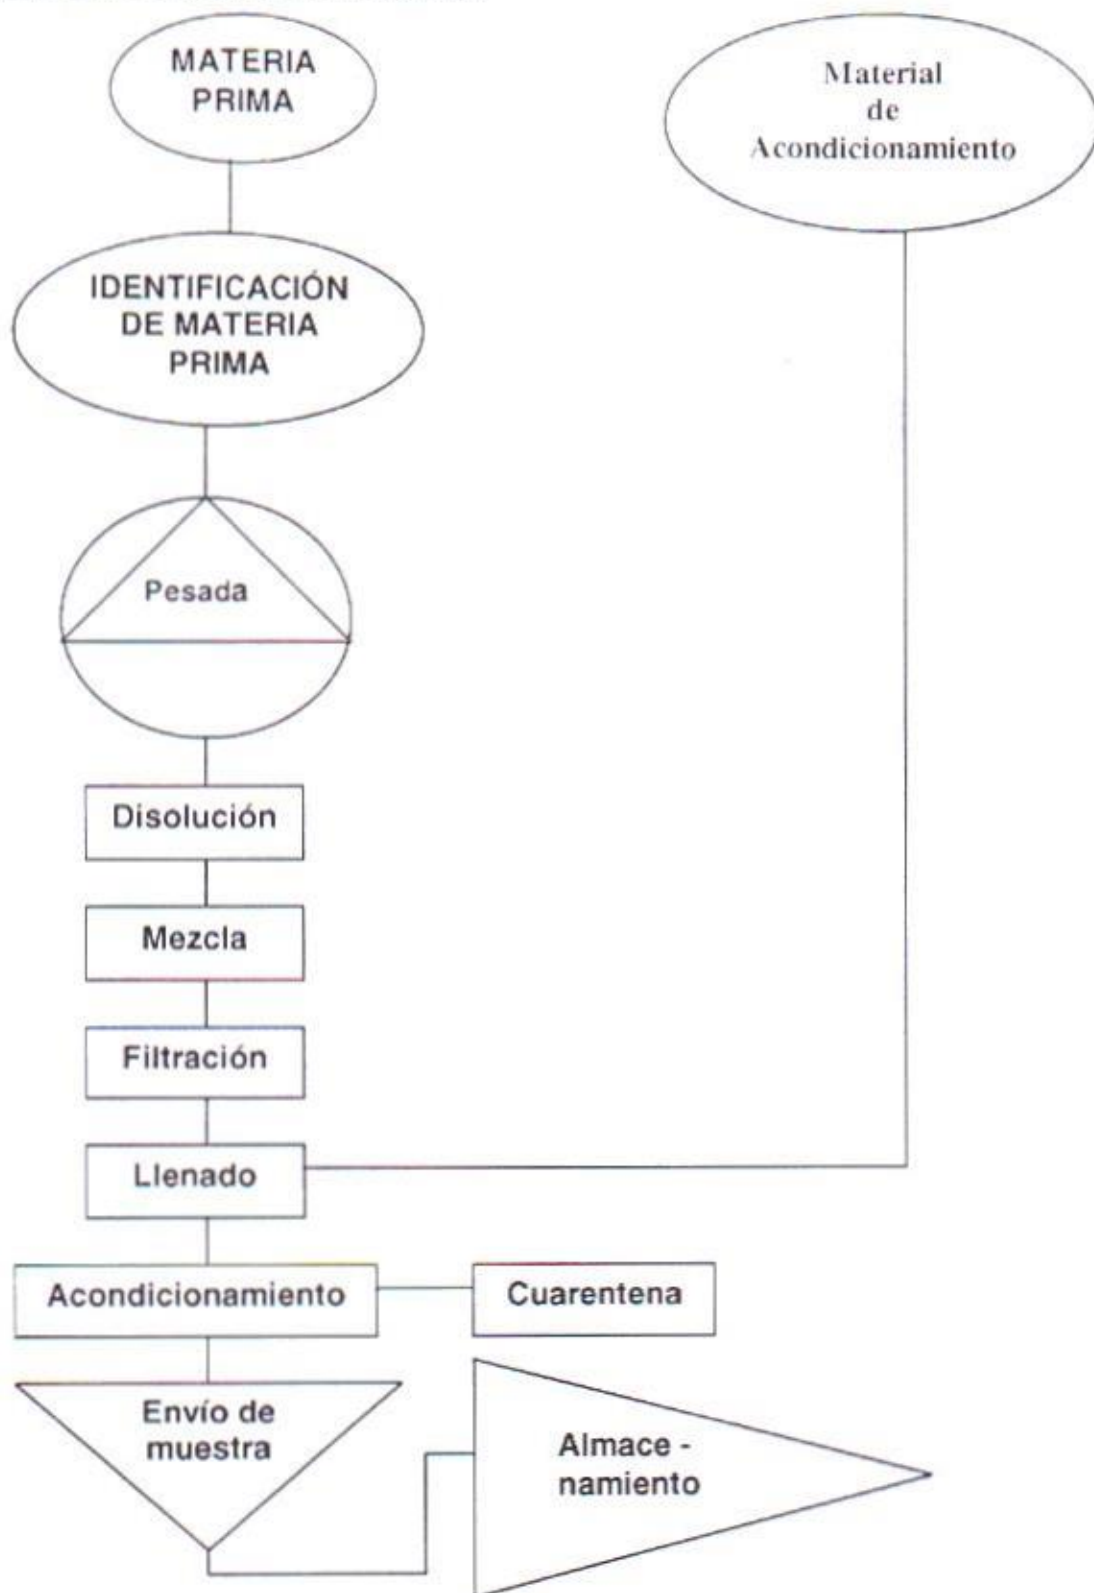 MATERIA
PRIMA
Material
de
Acondicionamiento
IDENTIFICACIÓN
DE MATERIA
PRIMA
Pesada
Disolución
Mezcla
Filtración
Llenado
Acondicionamiento
Cuarentena
Envío de
muestra
Almace -
namiento